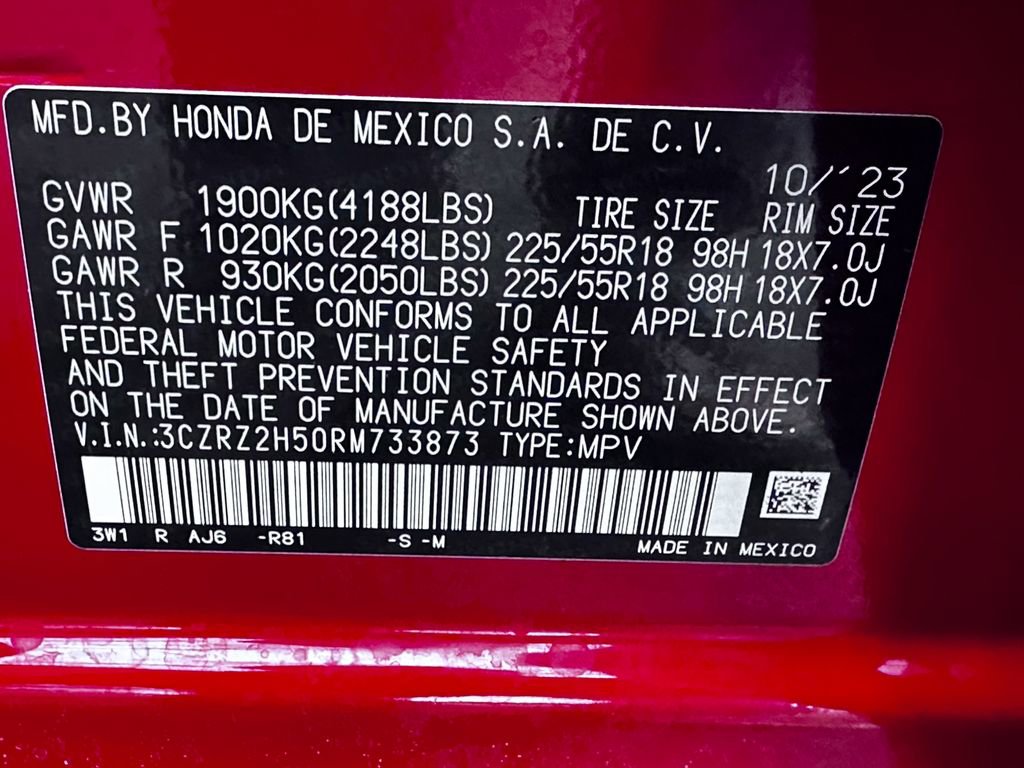 MFD.BY HONDA DE MEXICO S.A. DE C.V.
10/´23
GVWR 1900KG(4188LBS) TIRE SIZE RIM SIZE
GAWR F 1020KG(2248LBS) 225/55R18 98H 18X7.0J
GAWR R 930KG(2050LBS) 225/55R18 98H 18X7.0J
THIS VEHICLE CONFORMS TO ALL APPLICABLE
FEDERAL MOTOR VEHICLE SAFETY
AND THEFT PREVENTION STANDARDS IN EFFECT
ON THE DATE OF MANUFACTURE SHOWN ABOVE.
V.I.N.:3CZRZ2H50RM733873 TYPE:MPV
3W1 R AJ6 -R81 -S -M MADE IN MEXICO